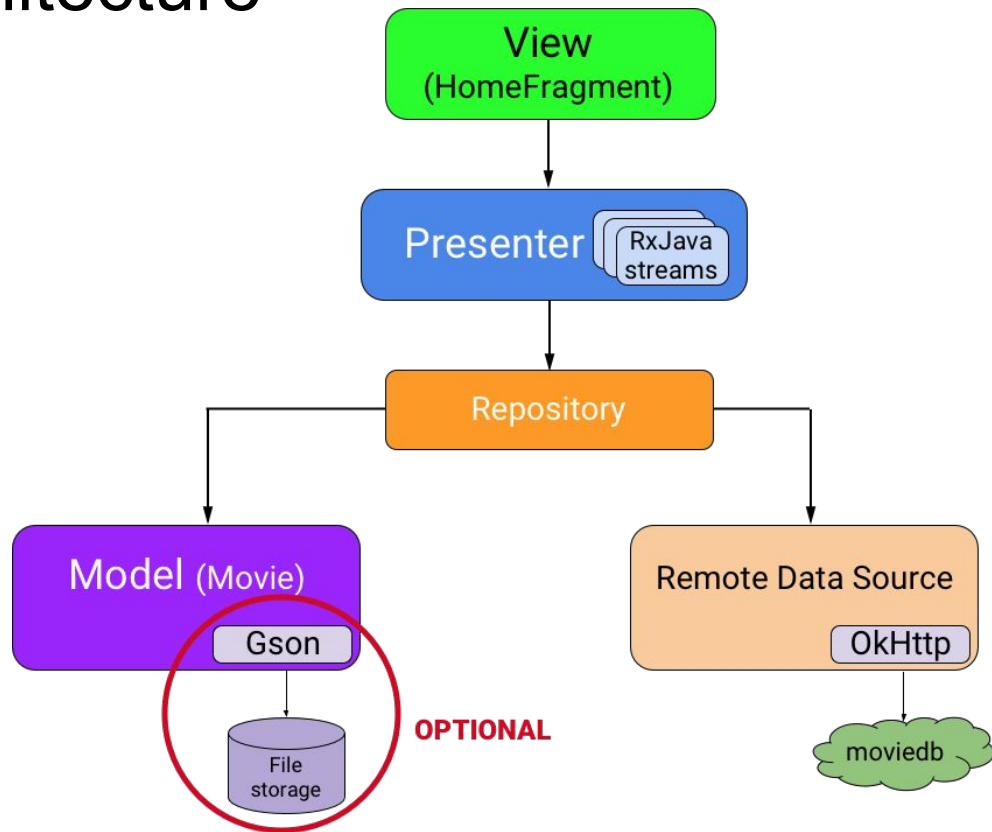 View
(HomeFragment)
Presenter
RxJava
streams
Repository
Model (Movie)
Gson
Remote Data Source
OkHttp
OPTIONAL
File
storage
moviedb